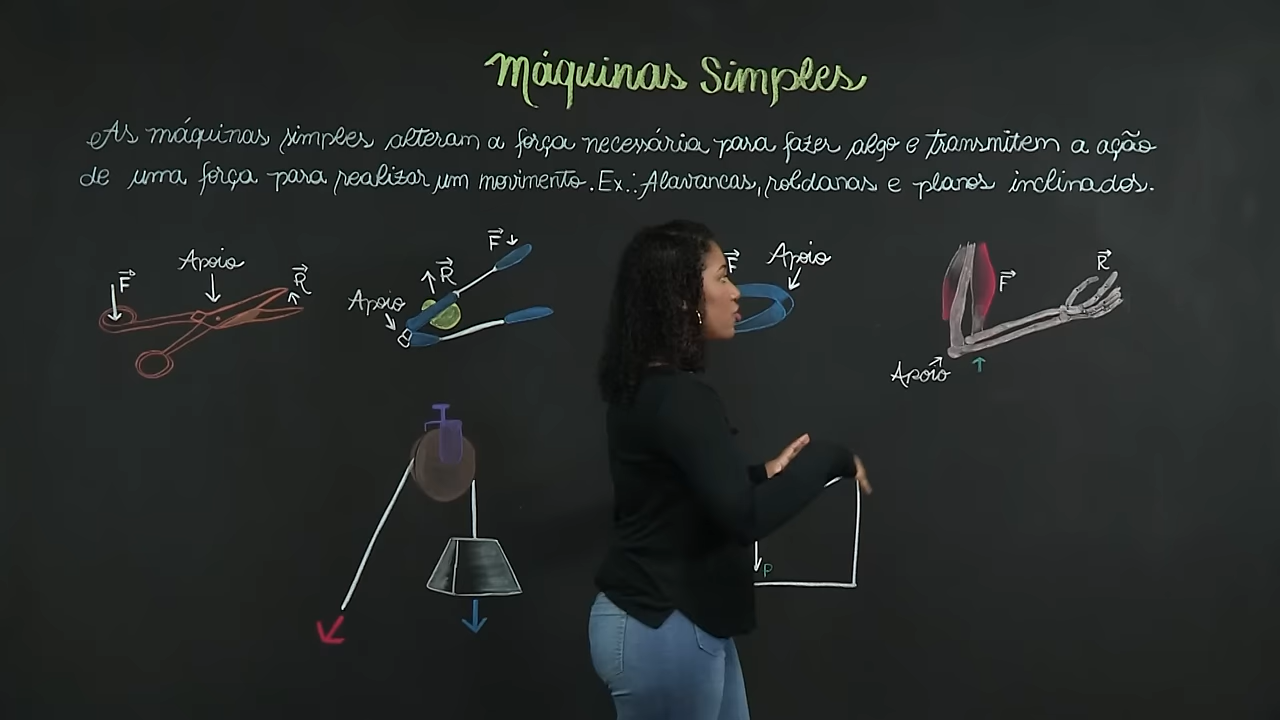 Máquinas Simples
As máquinas simples alteram a força necessária para fazer algo e transmitem a ação
de uma força para realizar um movimento. Ex.: Alavancas, roldanas e planos inclinados.
F
Apoio
R
Apoio
R
F
F
Apoio
F
R
Apoio
P